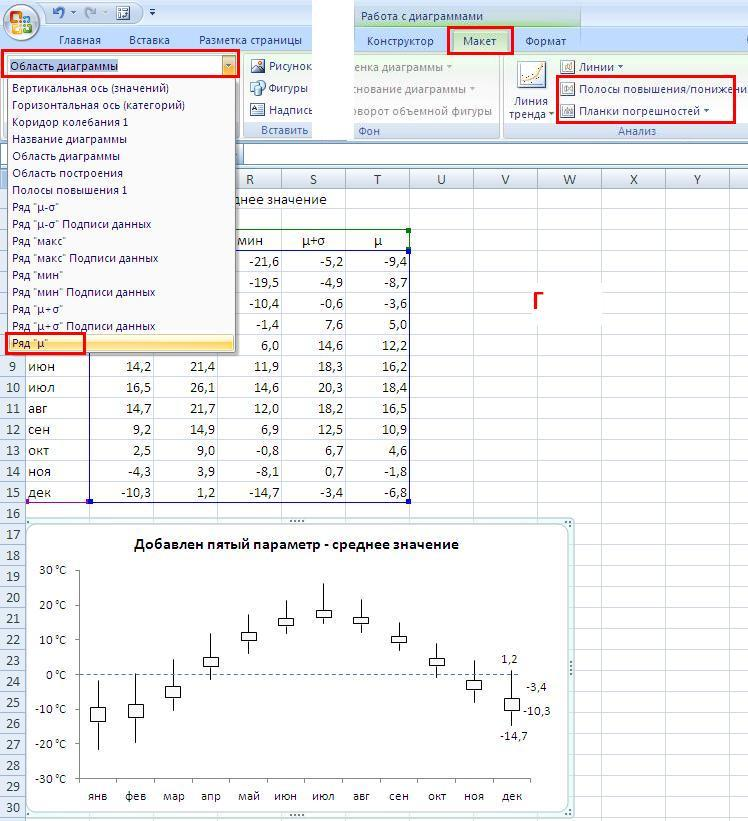 Работа с диаграммами
Главная Вставка Разметка страницы Конструктор Макет Формат
Область диаграммы
Вертикальная ось (значений)
Горизонтальная ось (категорий)
Коридор колебания 1
Название диаграммы
Область диаграммы
Область построения
Полосы повышения 1
Ряд "μ-σ"
Ряд "μ-σ" Подписи данных
Ряд "макс"
Ряд "макс" Подписи данных
Ряд "мин"
Ряд "мин" Подписи данных
Ряд "μ+σ"
Ряд "μ+σ" Подписи данных
Ряд "μ"
Рисунок
Фигуры
Надпись
Вставить
енка диаграммы
нование диаграммы
оворот объемной фигуры
Фон
Линия
тренда
Линии
Полосы повышения/понижени
Планки погрешностей
Анализ
R S T U V W X Y
днее значение
мин μ+σ μ
-21,6 -5,2 -9,4
-19,5 -4,9 -8,7
-10,4 -0,6 -3,6
-1,4 7,6 5,0
6,0 14,6 12,2
9 июн 14,2 21,4 11,9 18,3 16,2
10 июл 16,5 26,1 14,6 20,3 18,4
11 авг 14,7 21,7 12,0 18,2 16,5
12 сен 9,2 14,9 6,9 12,5 10,9
13 окт 2,5 9,0 -0,8 6,7 4,6
14 ноя -4,3 3,9 -8,1 0,7 -1,8
15 дек -10,3 1,2 -14,7 -3,4 -6,8
г
16
17
18
19
20
21
22
23
24
25
26
27
28
29
30
Добавлен пятый параметр - среднее значение
30 °C
20 °C
10 °C
0 °C
-10 °C
-20 °C
-30 °C
1,2
-3,4
-10,3
-14,7
янв фев мар апр май июн июл авг сен окт ноя дек